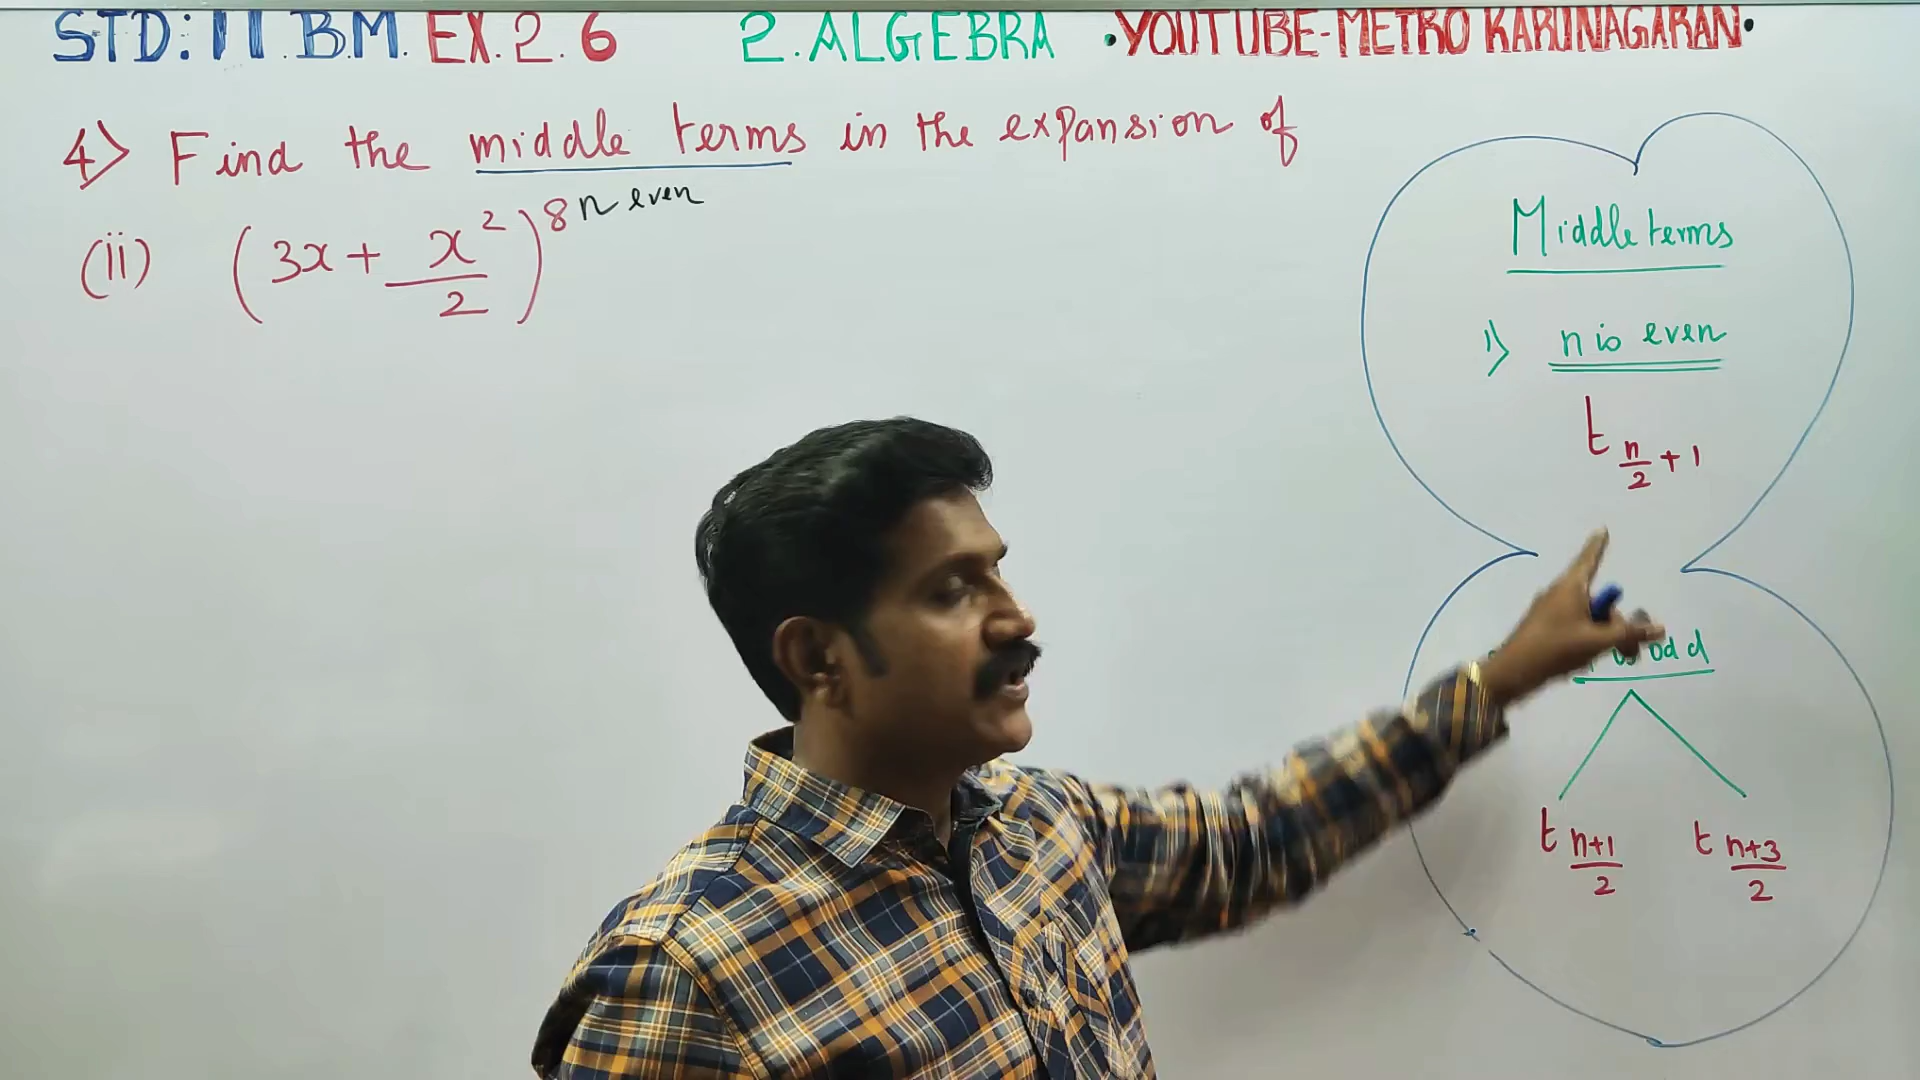 STD: 11.B.M. EX.2.6 2. ALGEBRA • YOUTUBE-METRO KARUNAGARAN •
4) Find the middle terms in the expansion of
(ii) (3x + x²/2)⁸ n even
Middle terms
1) n is even
t n/2 + 1
odd
t n+1/2 t n+3/2